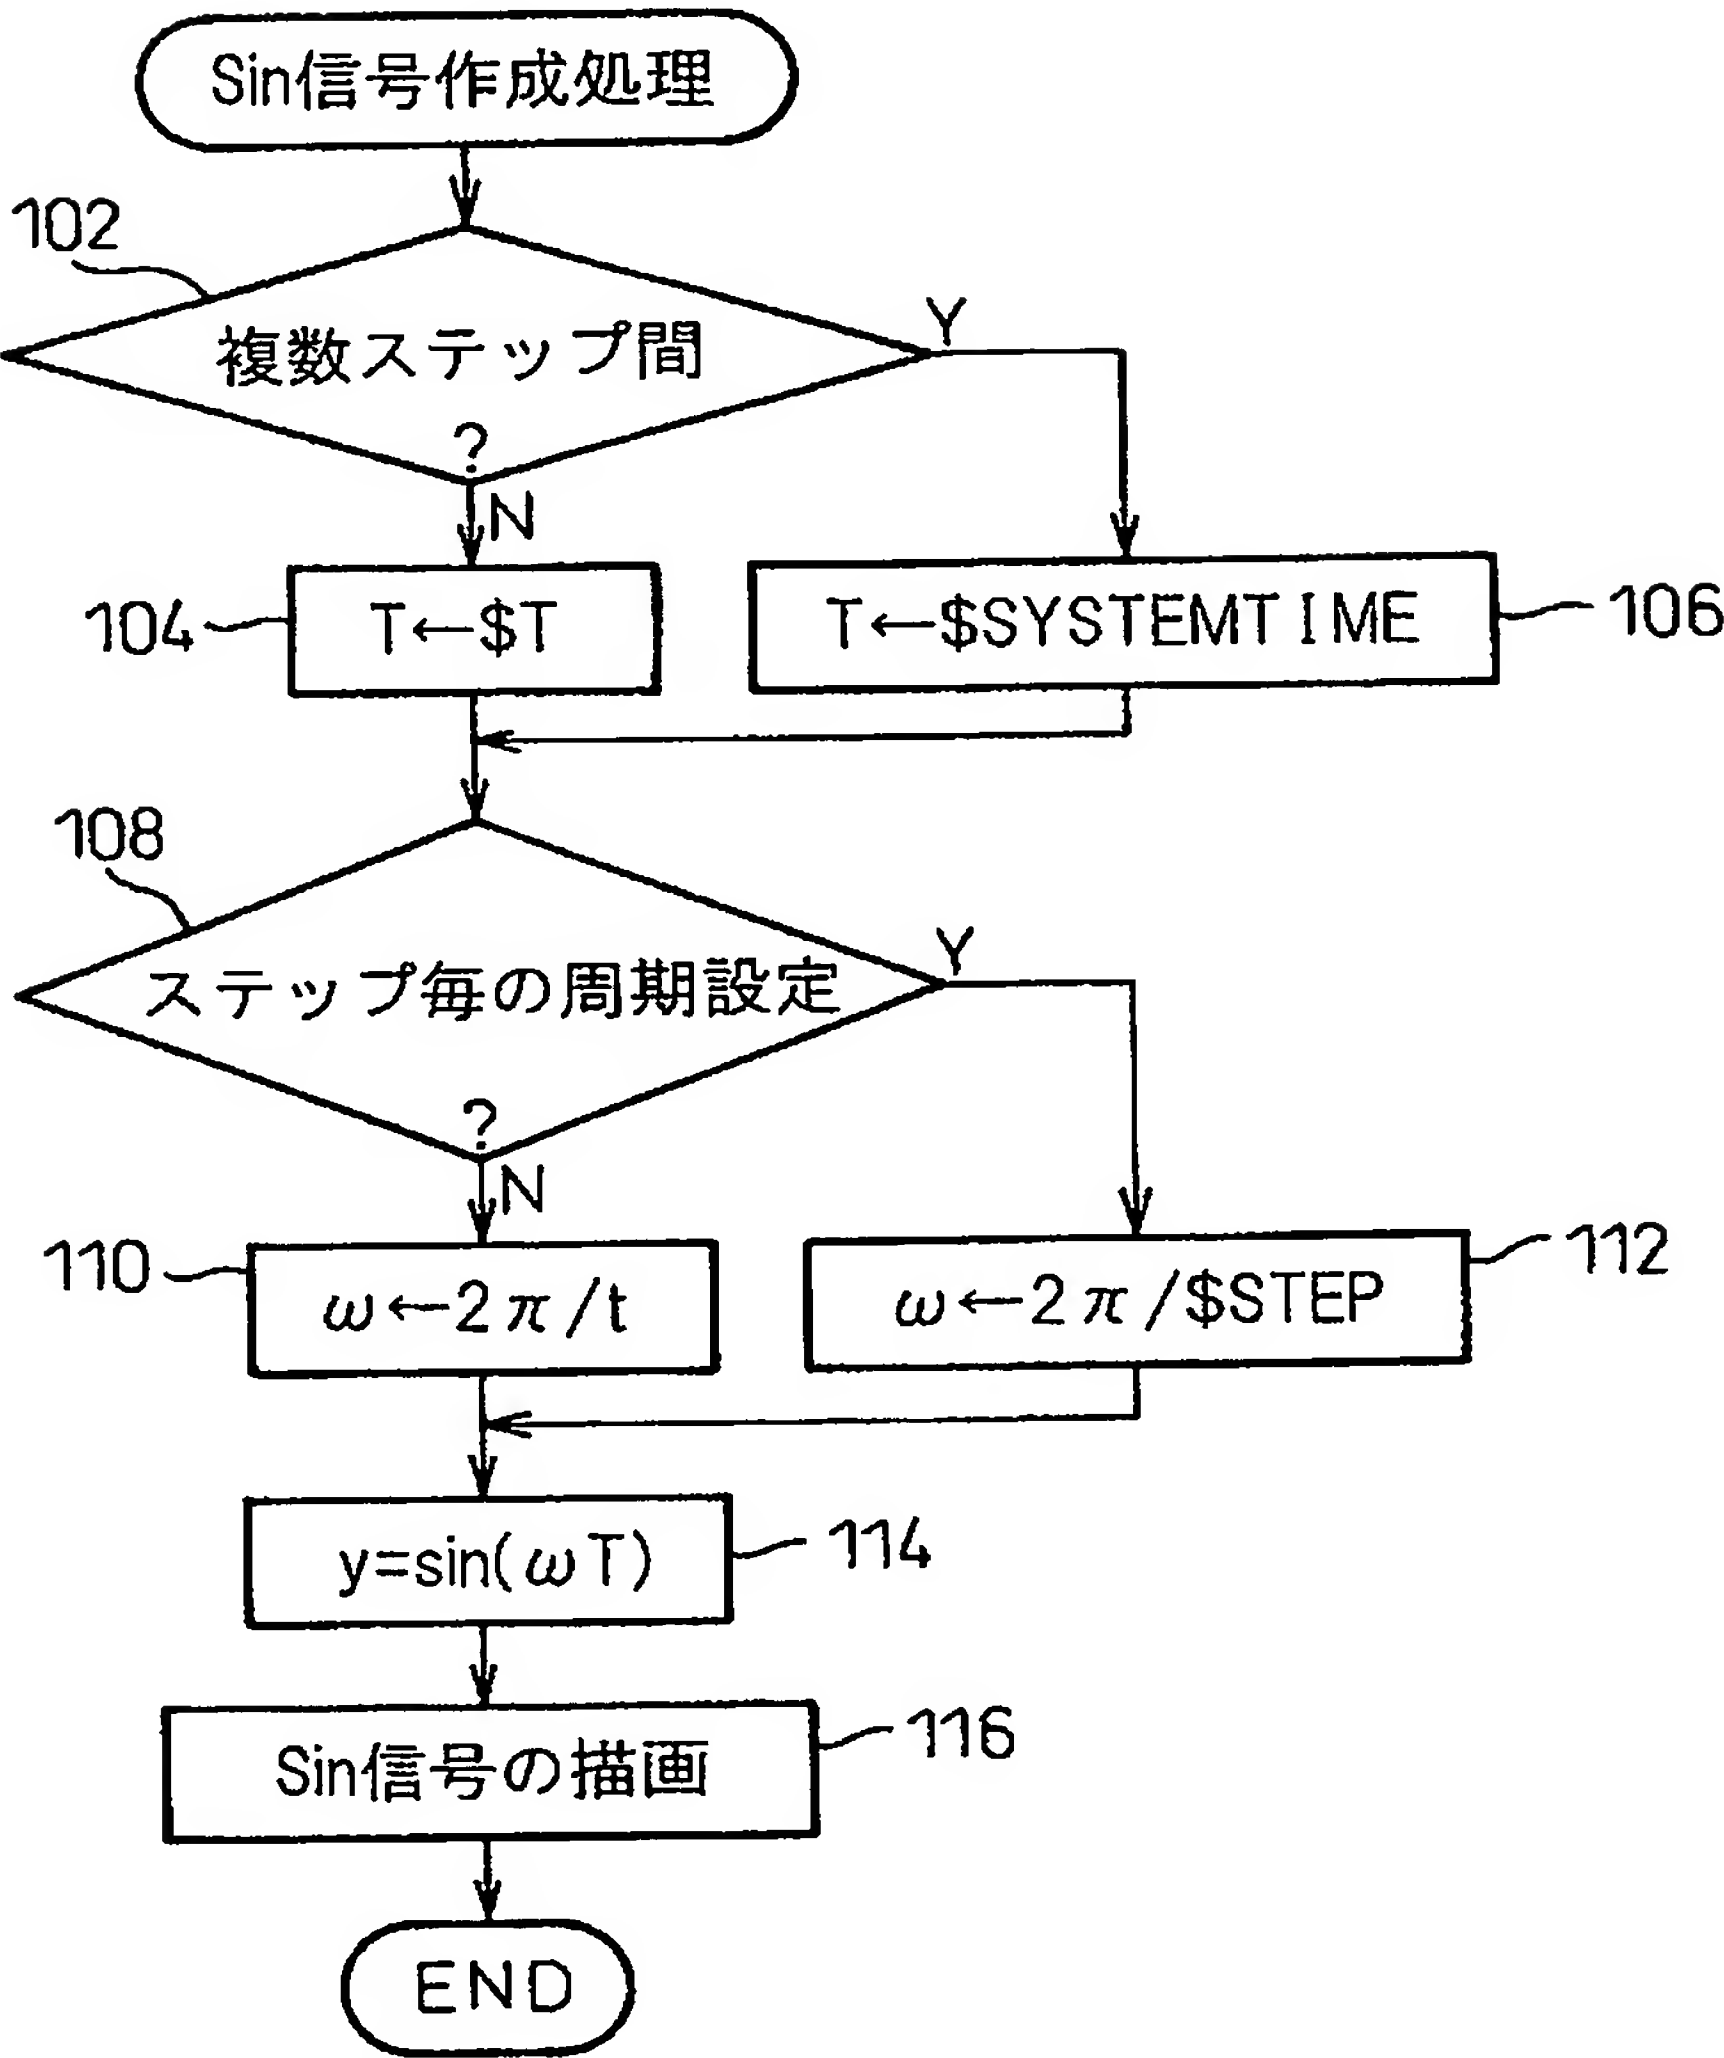 Sin信号作成処理
102
複数ステップ間
?
Y
N
104
T←$T
T←$SYSTEMTIME
106
108
ステップ毎の周期設定
?
Y
N
110
ω←2π/t
ω←2π/$STEP
112
y=sin(ωT)
114
Sin信号の描画
116
END